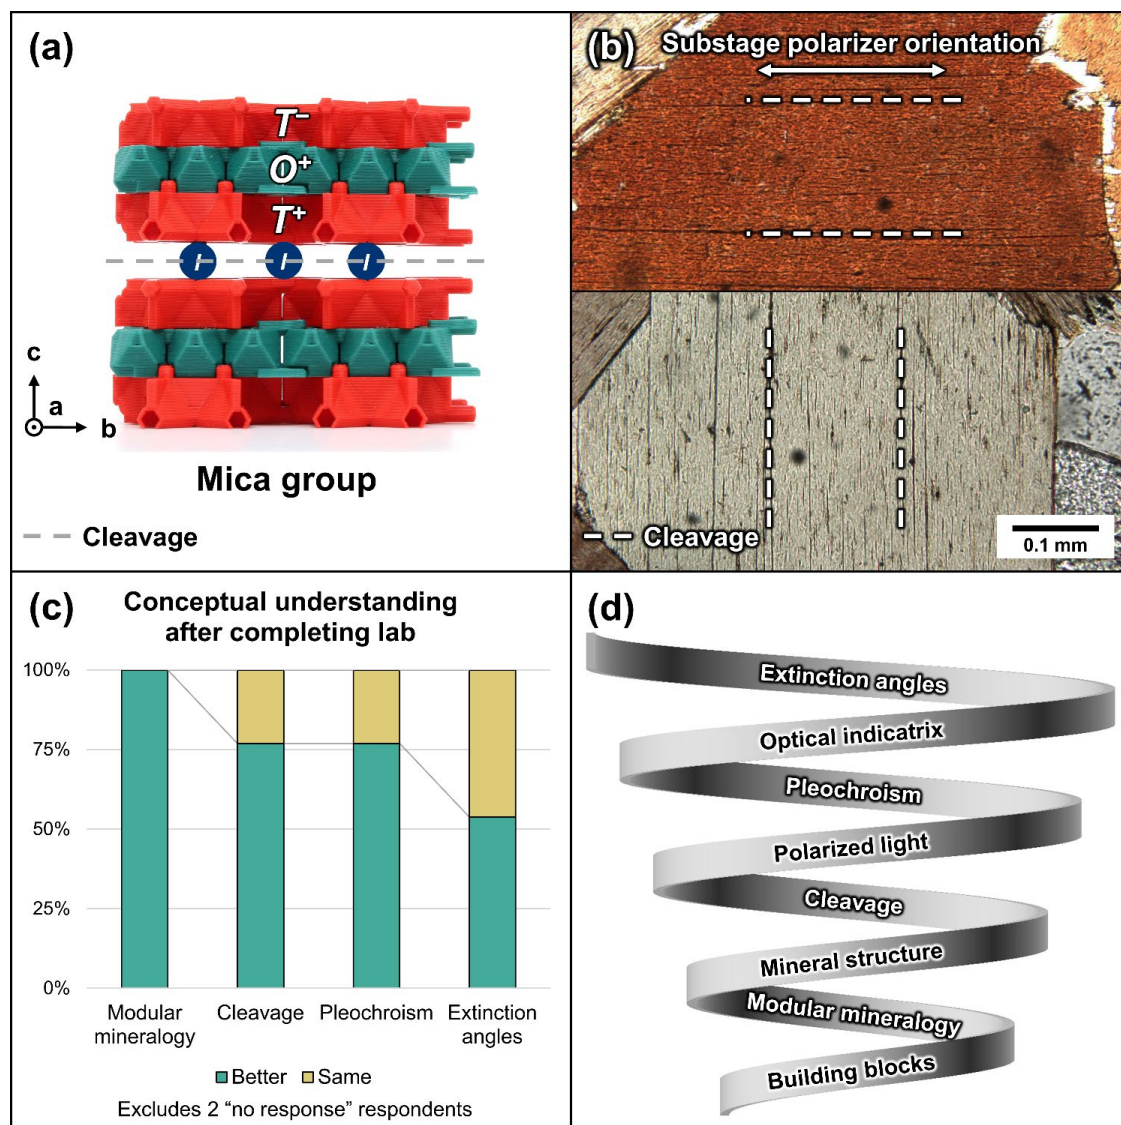 (a)
T⁻
O⁺
T⁺
I I I
c
a
b
Mica group
Cleavage
(b)
Substage polarizer orientation
Cleavage
0.1 mm
(c)
Conceptual understanding
after completing lab
100%
75%
50%
25%
0%
Modular
mineralogy
Cleavage
Pleochroism
Extinction
angles
Better
Same
Excludes 2 “no response” respondents
(d)
Extinction angles
Optical indicatrix
Pleochroism
Polarized light
Cleavage
Mineral structure
Modular mineralogy
Building blocks